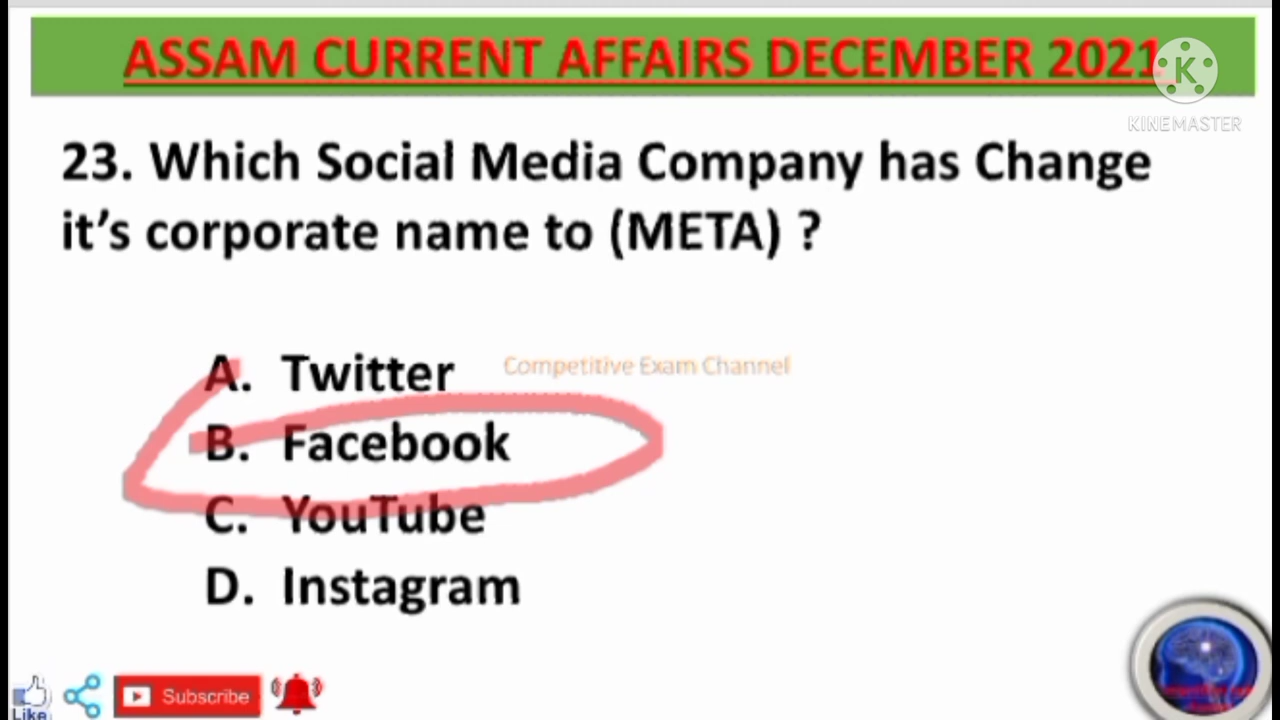 ASSAM CURRENT AFFAIRS DECEMBER 2021
K
KINEMASTER
23. Which Social Media Company has Change
it’s corporate name to (META) ?
A. Twitter
Competitive Exam Channel
B. Facebook
C. YouTube
D. Instagram
Like
Subscribe